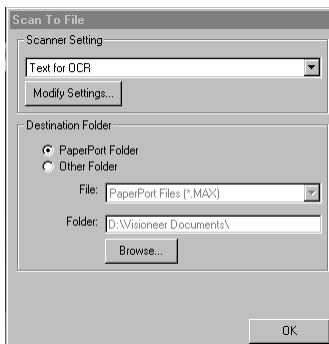 Scan To File
Scanner Setting
Text for OCR
Modify Settings...
Destination Folder
PaperPort Folder
Other Folder
File: PaperPort Files (*.MAX)
Folder: D:\Visioneer Documents\
Browse...
OK